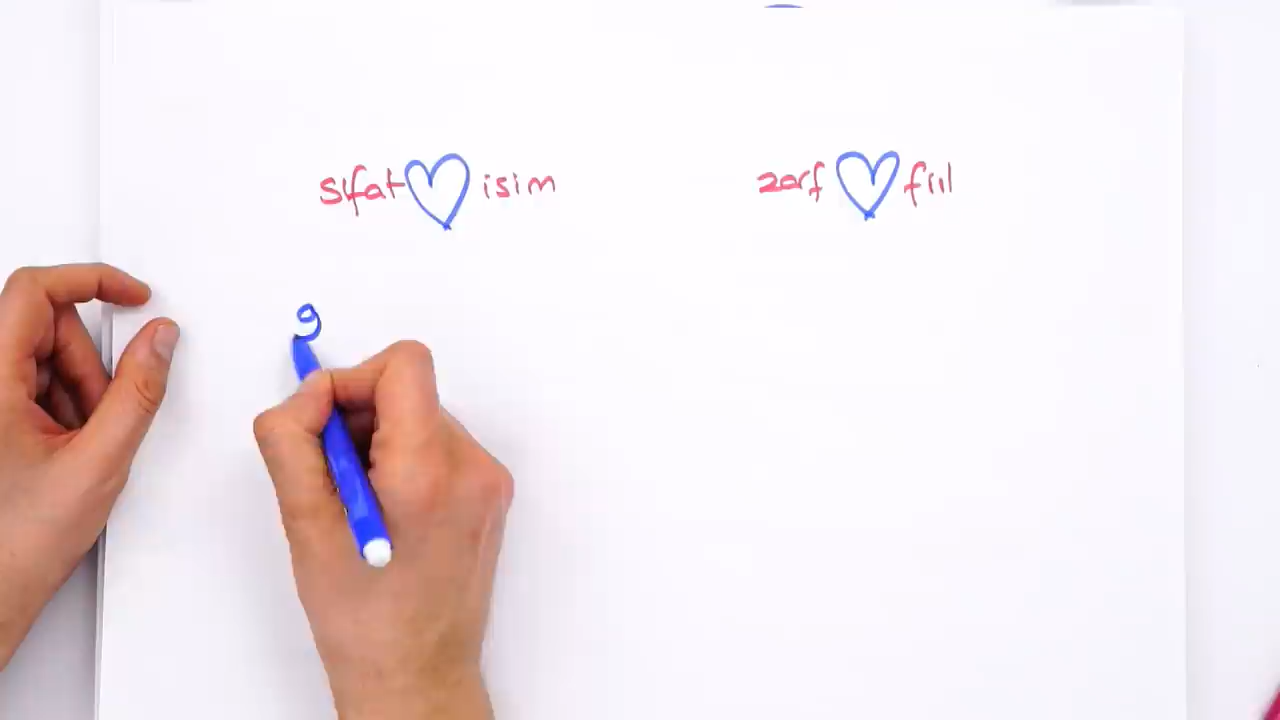 sıfat ♡ isim zarf ♡ fiil
g